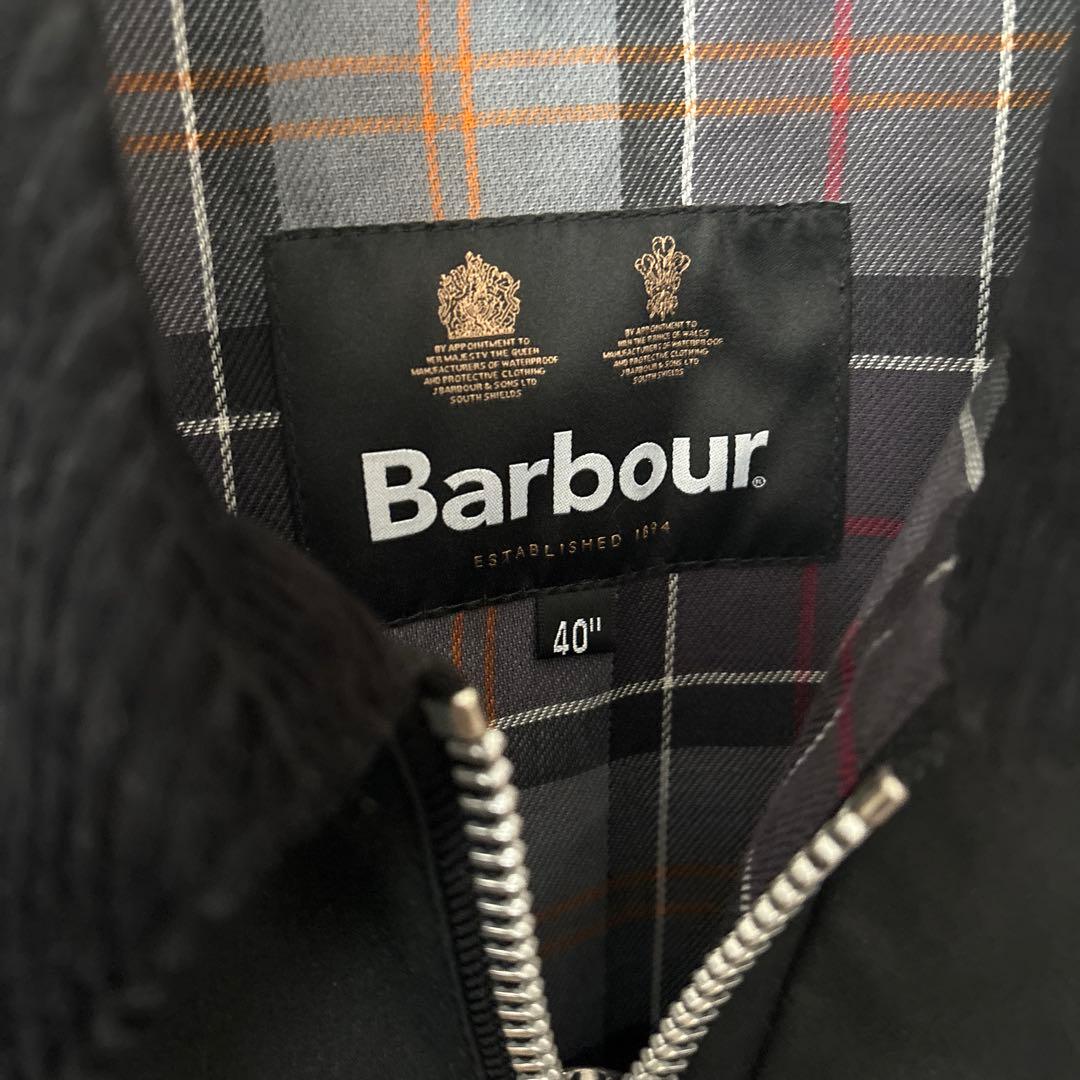 BY APPOINTMENT TO
HER MAJESTY THE QUEEN
MANUFACTURERS OF WATERPROOF
AND PROTECTIVE CLOTHING
J BARBOUR & SONS LTD
SOUTH SHIELDS
BY APPOINTMENT TO
HRH THE PRINCE OF WALES
MANUFACTURERS OF WATERPROOF
AND PROTECTIVE CLOTHING
J BARBOUR & SONS LTD
SOUTH SHIELDS
Barbour®
ESTABLISHED 1894
40"